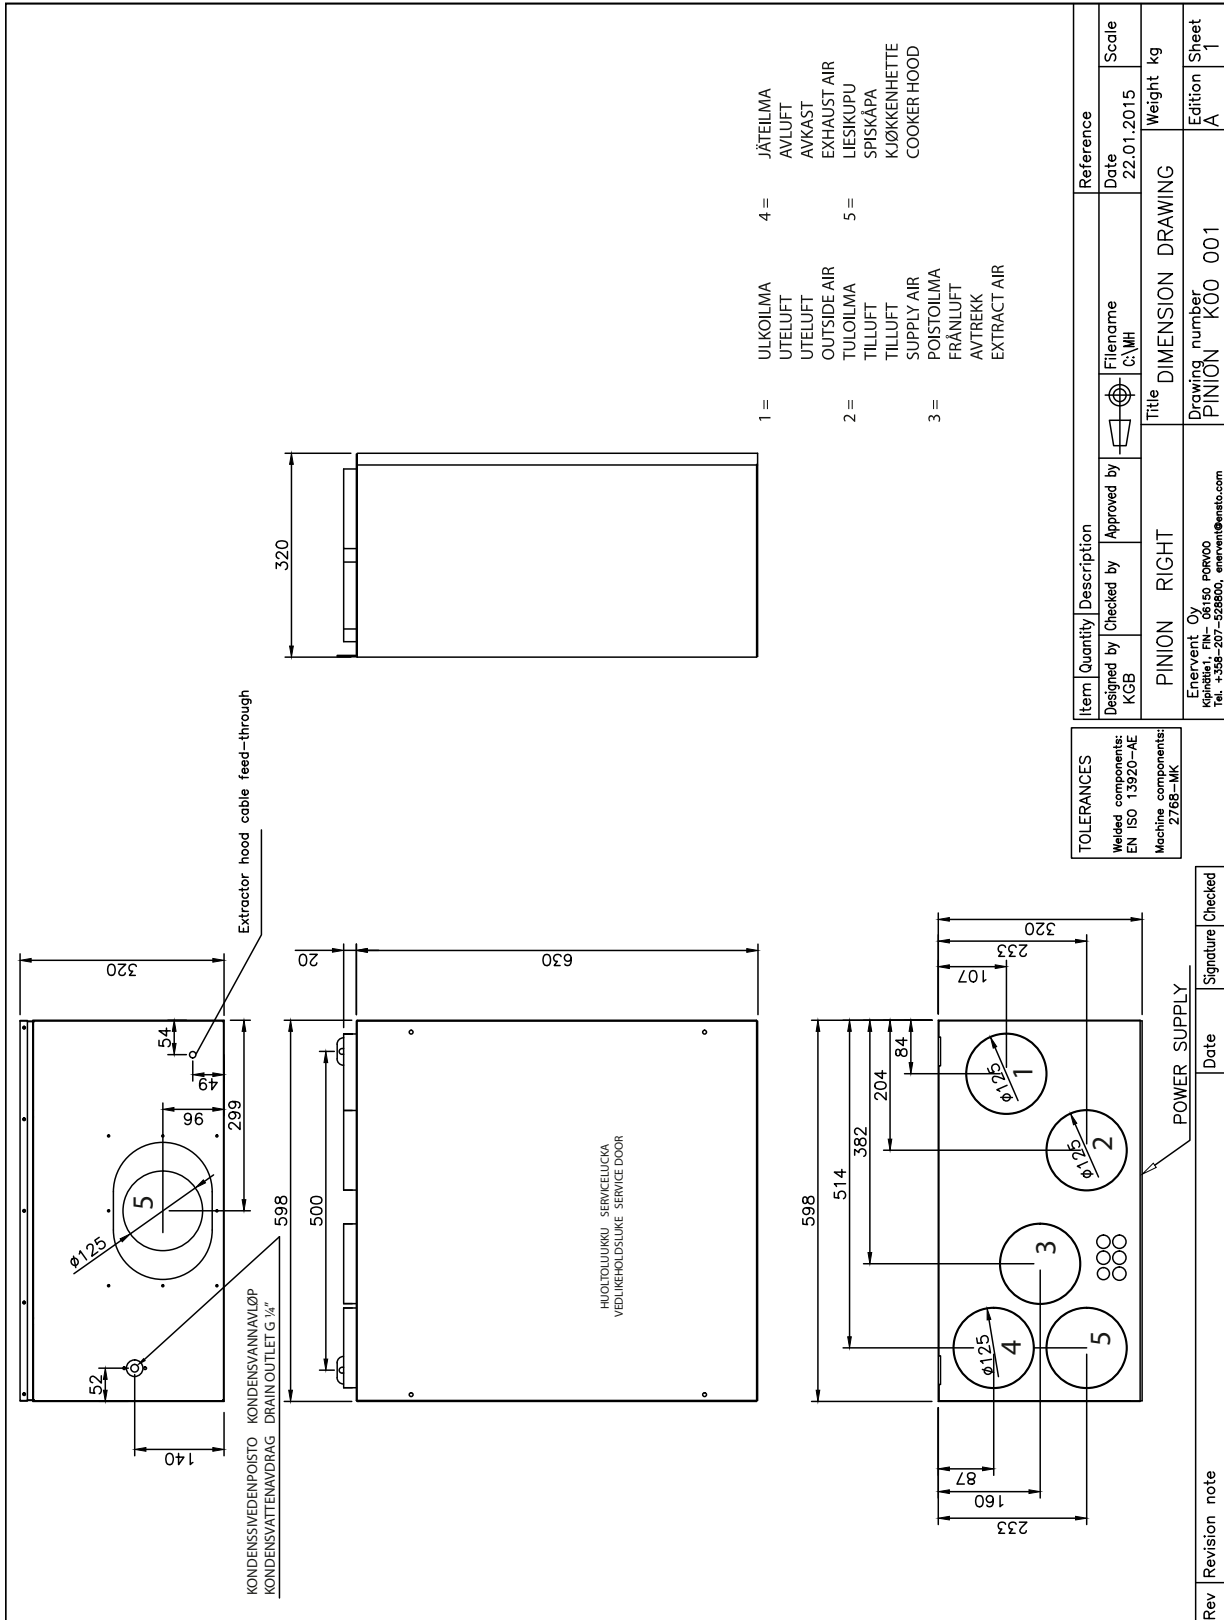 320
54
49
96
299
Ø125
5
52
140
Extractor hood cable feed-through
KONDENSSIVEDENPOISTO KONDENSVANNAVLØP
KONDENSVATTENAVDRAG DRAIN OUTLET G ¼"
598
500
20
630
HUOLTOLUUKKU SERVICELUCKA
VEDLIKEHOLDSLUKE SERVICE DOOR
320
598
514
382
204
84
107
233
320
Ø125
1
Ø125
2
3
Ø125
4
5
87
160
233
POWER SUPPLY
1 =
ULKOILMA
UTELUFT
UTELUFT
OUTSIDE AIR
2 =
TULOILMA
TILLUFT
TILLUFT
SUPPLY AIR
3 =
POISTOILMA
FRÅNLUFT
AVTREKK
EXTRACT AIR
4 =
JÄTEILMA
AVLUFT
AVKAST
EXHAUST AIR
5 =
LIESIKUPU
SPISKÅPA
KJØKKENHETTE
COOKER HOOD
TOLERANCES
Welded components:
EN ISO 13920-AE
Machine components:
2768-MK
Item Quantity Description Reference
Designed by
KGB
Checked by
Approved by
Filename
C:\MH
Date
22.01.2015
Scale
PINION RIGHT
Title
DIMENSION DRAWING
Weight kg
Enervent Oy
Kipinätie1, FIN- 06150 PORVOO
Tel. +358-207-528800, enervent@ensto.com
Drawing number
PINION K00 001
Edition
A
Sheet
1
Rev Revision note Date Signature Checked